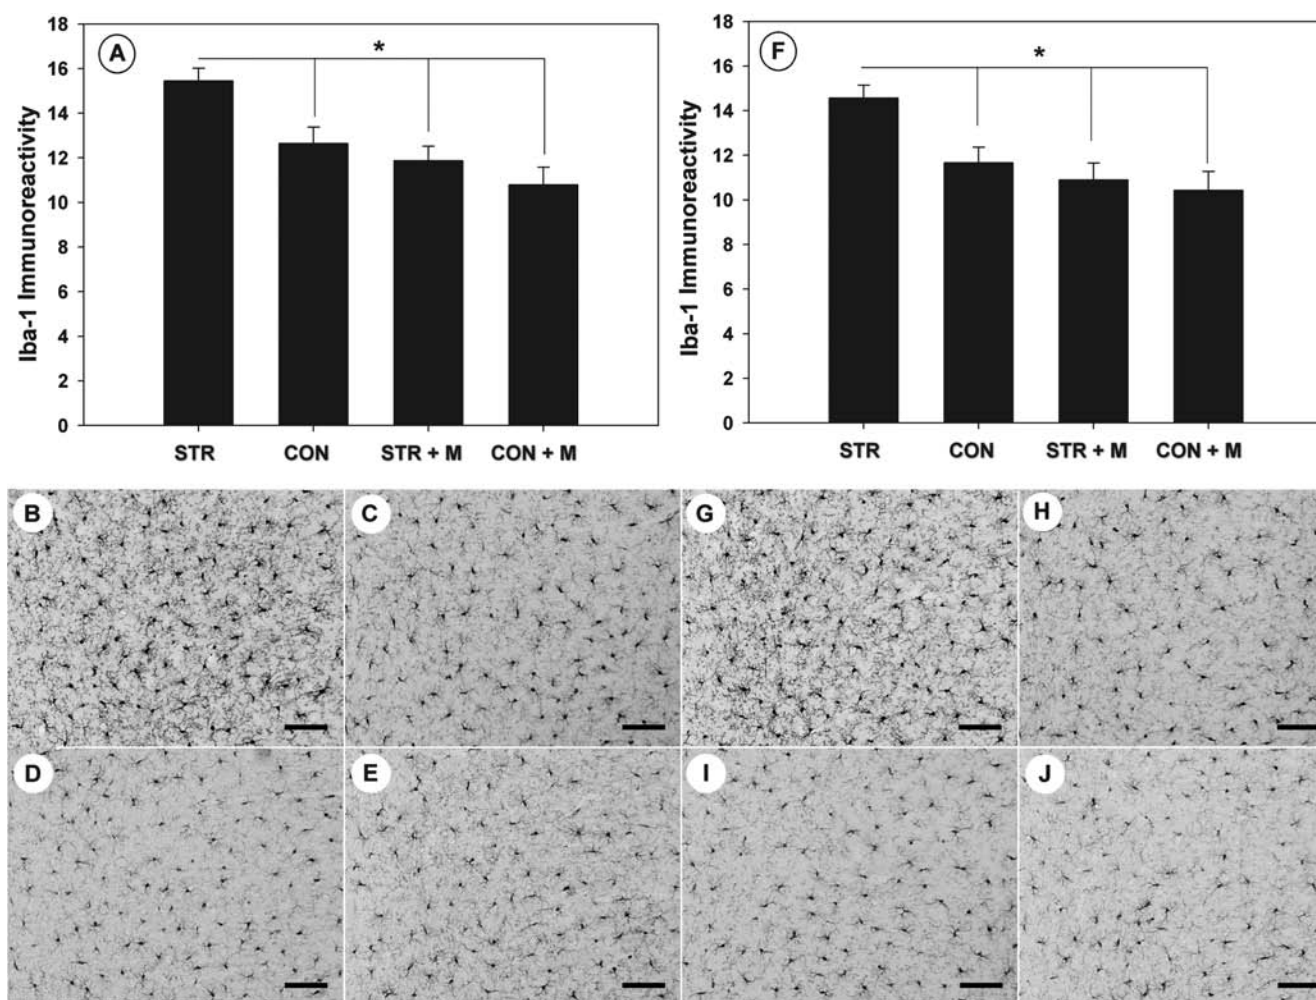 A
*
Iba-1 Immunoreactivity
18
16
14
12
10
8
6
4
2
0
STR CON STR + M CON + M
F
*
Iba-1 Immunoreactivity
18
16
14
12
10
8
6
4
2
0
STR CON STR + M CON + M
B C G H
D E I J